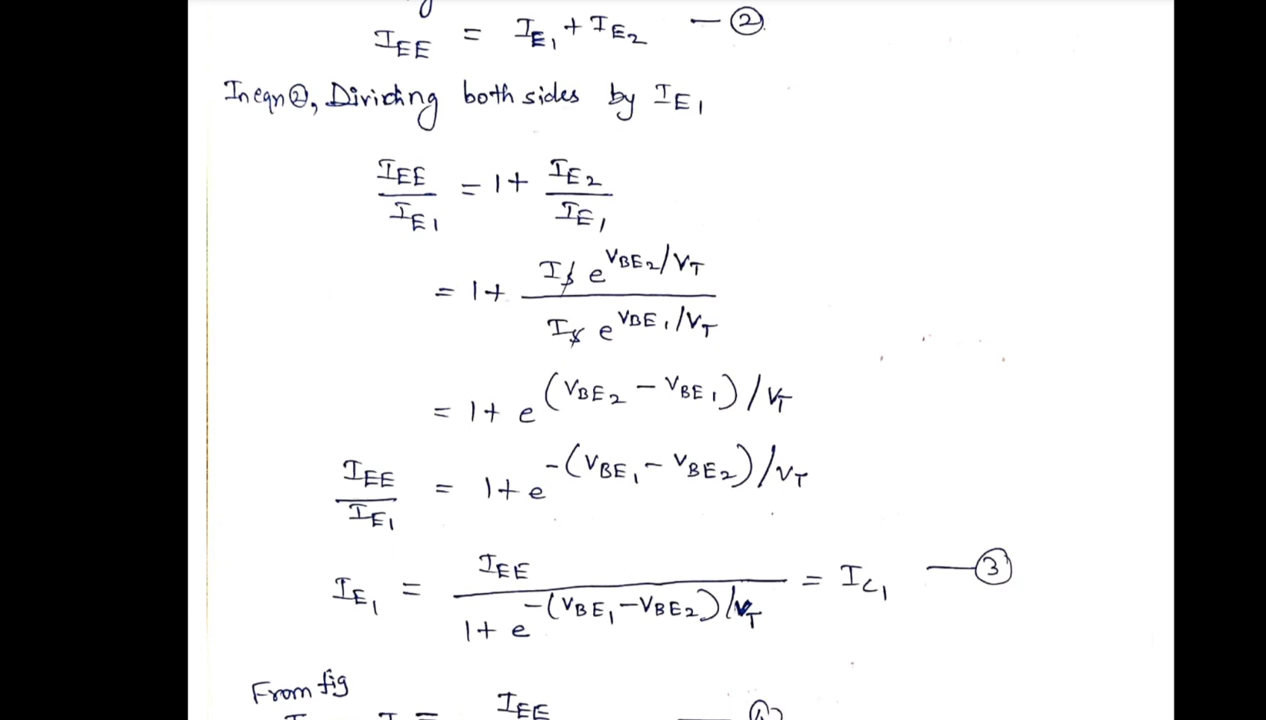 I_EE = I_E1 + I_E2 — ②
In eqn ②, Dividing both sides by I_E1
I_EE / I_E1 = 1 + I_E2 / I_E1
= 1 + I_S e^(V_BE2/V_T) / I_S e^(V_BE1/V_T)
= 1 + e^((V_BE2 − V_BE1)/V_T)
I_EE / I_E1 = 1 + e^(−(V_BE1 − V_BE2)/V_T)
I_E1 = I_EE / (1 + e^(−(V_BE1 − V_BE2)/V_T)) = I_C1 — ③
From fig
= I_EE